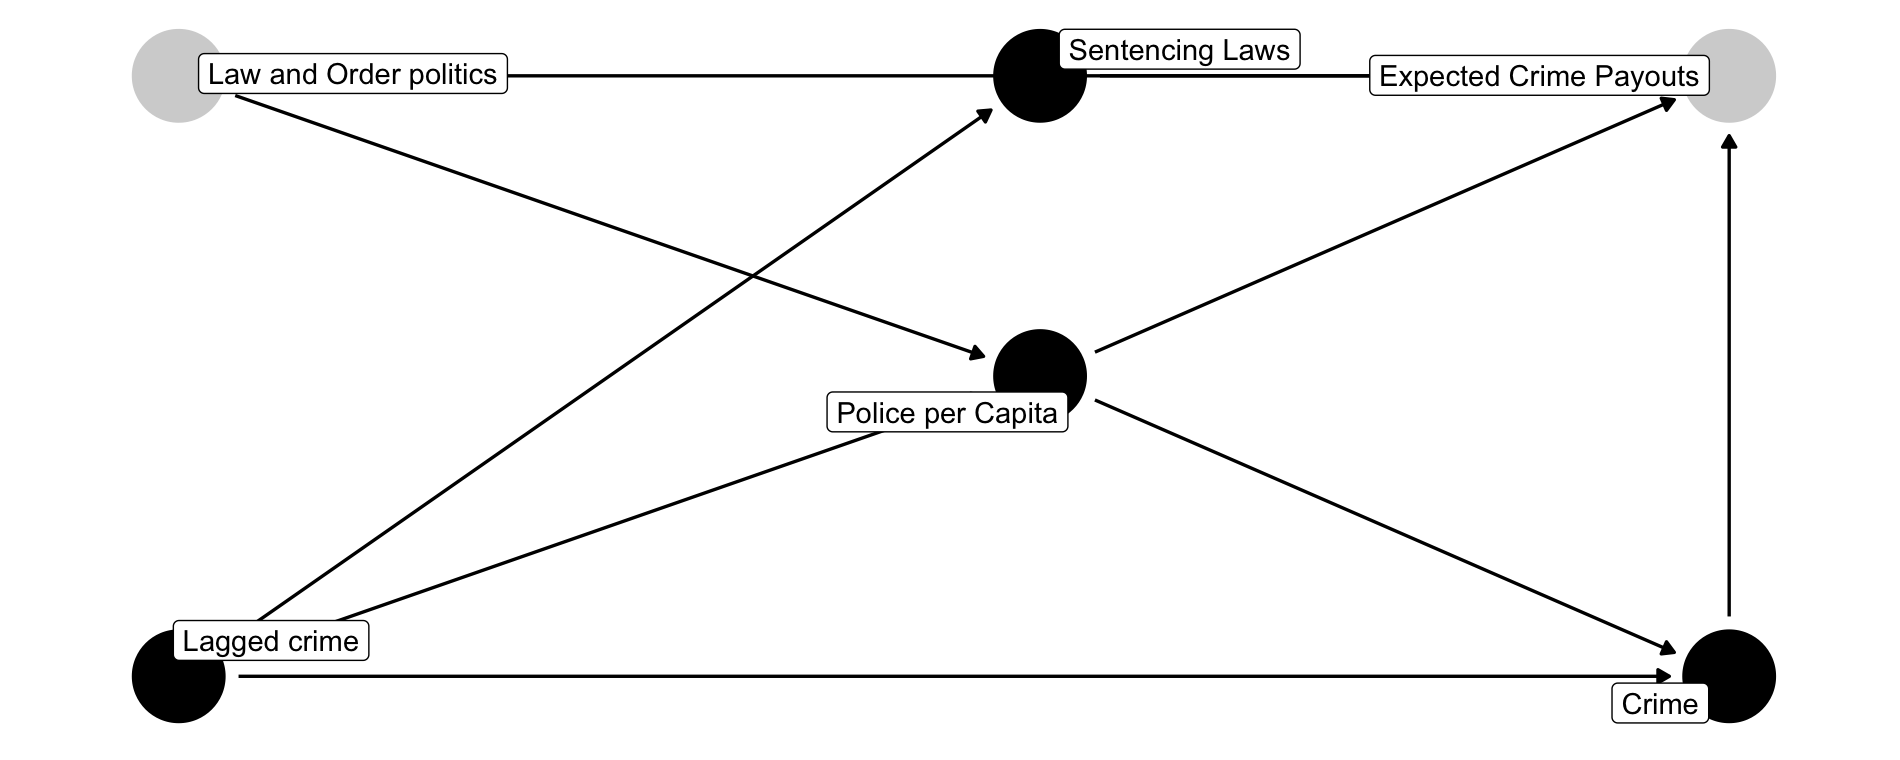 Law and Order politics
Sentencing Laws
Expected Crime Payouts
Police per Capita
Lagged crime
Crime